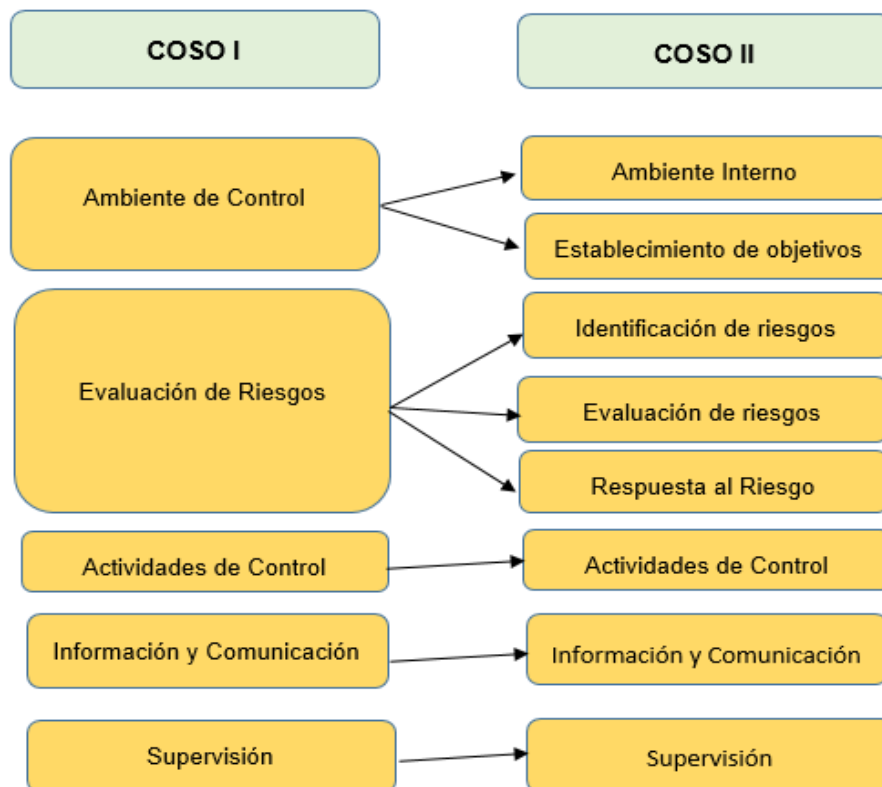 COSO I
COSO II
Ambiente de Control
Ambiente Interno
Establecimiento de objetivos
Evaluación de Riesgos
Identificación de riesgos
Evaluación de riesgos
Respuesta al Riesgo
Actividades de Control
Actividades de Control
Información y Comunicación
Información y Comunicación
Supervisión
Supervisión